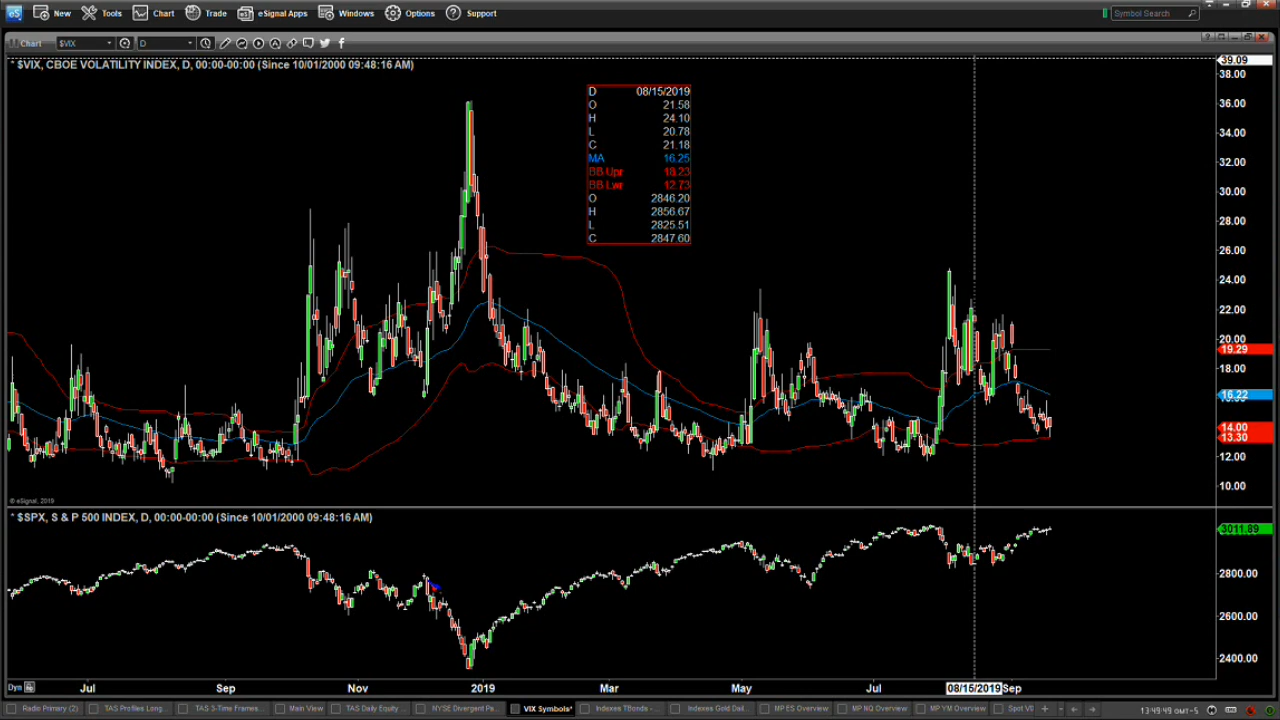 eS New Tools Chart Trade eSignal Apps Windows Options Support Symbol Search
Chart $VIX D
* $VIX, CBOE VOLATILITY INDEX, D, 00:00-00:00 (Since 10/01/2000 09:48:16 AM)
39.09
38.00
36.00
34.00
32.00
30.00
28.00
26.00
24.00
22.00
20.00
19.29
18.00
16.22
14.00
13.30
12.00
10.00
D 08/15/2019
O 21.58
H 24.10
L 20.78
C 21.18
MA 16.25
BB.Upr 18.23
BB.Lwr 12.73
O 2846.20
H 2856.67
L 2825.51
C 2847.60
© eSignal, 2019
* $SPX, S & P 500 INDEX, D, 00:00-00:00 (Since 10/01/2000 09:48:16 AM)
3011.89
2800.00
2600.00
2400.00
Dyn Jul Sep Nov 2019 Mar May Jul 08/15/2019 Sep
Radio Primary (2) TAS Profiles Long... TAS 3-Time Frames... Main View TAS Daily Equity ... NYSE Divergent Pa... VIX Symbols* Indexes TBonds - ... Indexes Gold Dail... MP ES Overview MP NQ Overview MP YM Overview Spot V 13:49:49 GMT-5